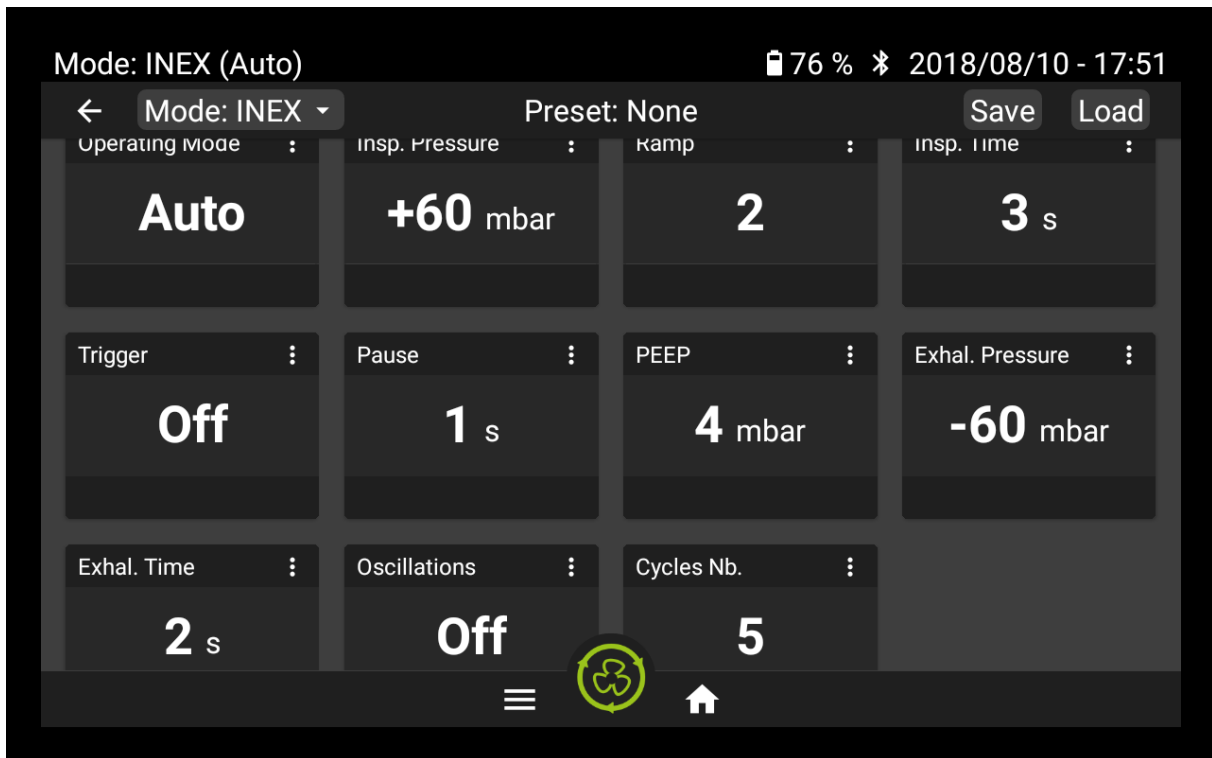 Mode: INEX (Auto) 76 % 2018/08/10 - 17:51
Mode: INEX Preset: None Save Load
Operating Mode Insp. Pressure Ramp Insp. Time
Auto +60 mbar 2 3 s
Trigger Pause PEEP Exhal. Pressure
Off 1 s 4 mbar -60 mbar
Exhal. Time Oscillations Cycles Nb.
2 s Off 5